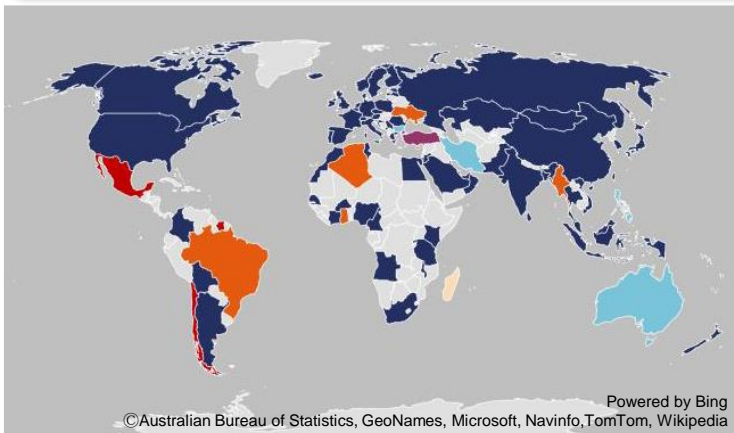 Powered by Bing
©Australian Bureau of Statistics, GeoNames, Microsoft, Navinfo,TomTom, Wikipedia